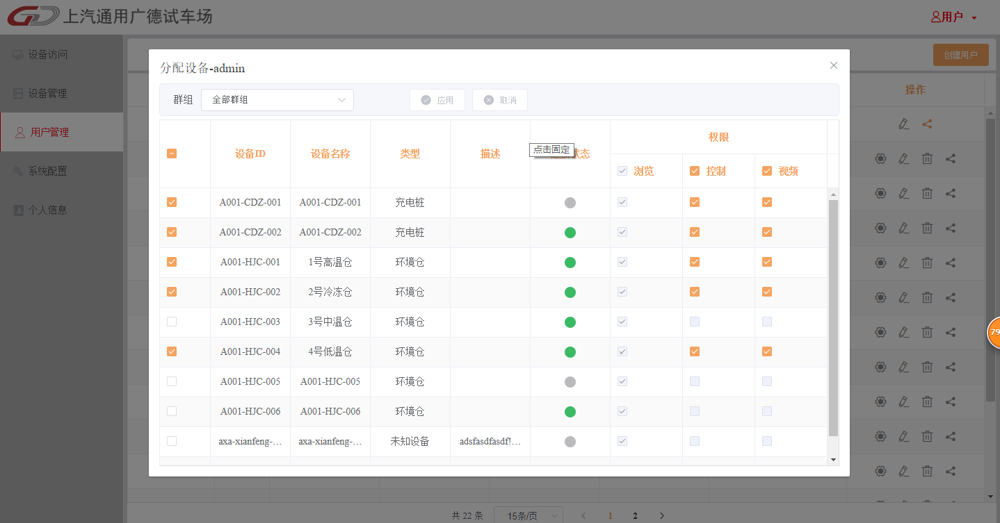 上汽通用广德试车场
用户
设备访问
设备管理
用户管理
系统配置
个人信息
创建用户
操作
分配设备-admin
群组 全部群组 应用 取消
设备ID 设备名称 类型 描述 状态 权限
点击固定
浏览 控制 视频
A001-CDZ-001 A001-CDZ-001 充电桩
A001-CDZ-002 A001-CDZ-002 充电桩
A001-HJC-001 1号高温仓 环境仓
A001-HJC-002 2号冷冻仓 环境仓
A001-HJC-003 3号中温仓 环境仓
A001-HJC-004 4号低温仓 环境仓
A001-HJC-005 A001-HJC-005 环境仓
A001-HJC-006 A001-HJC-006 环境仓
axa-xianfeng-… axa-xianfeng-… 未知设备 adsfasdfasdf!…
79
共 22 条 15条/页 1 2